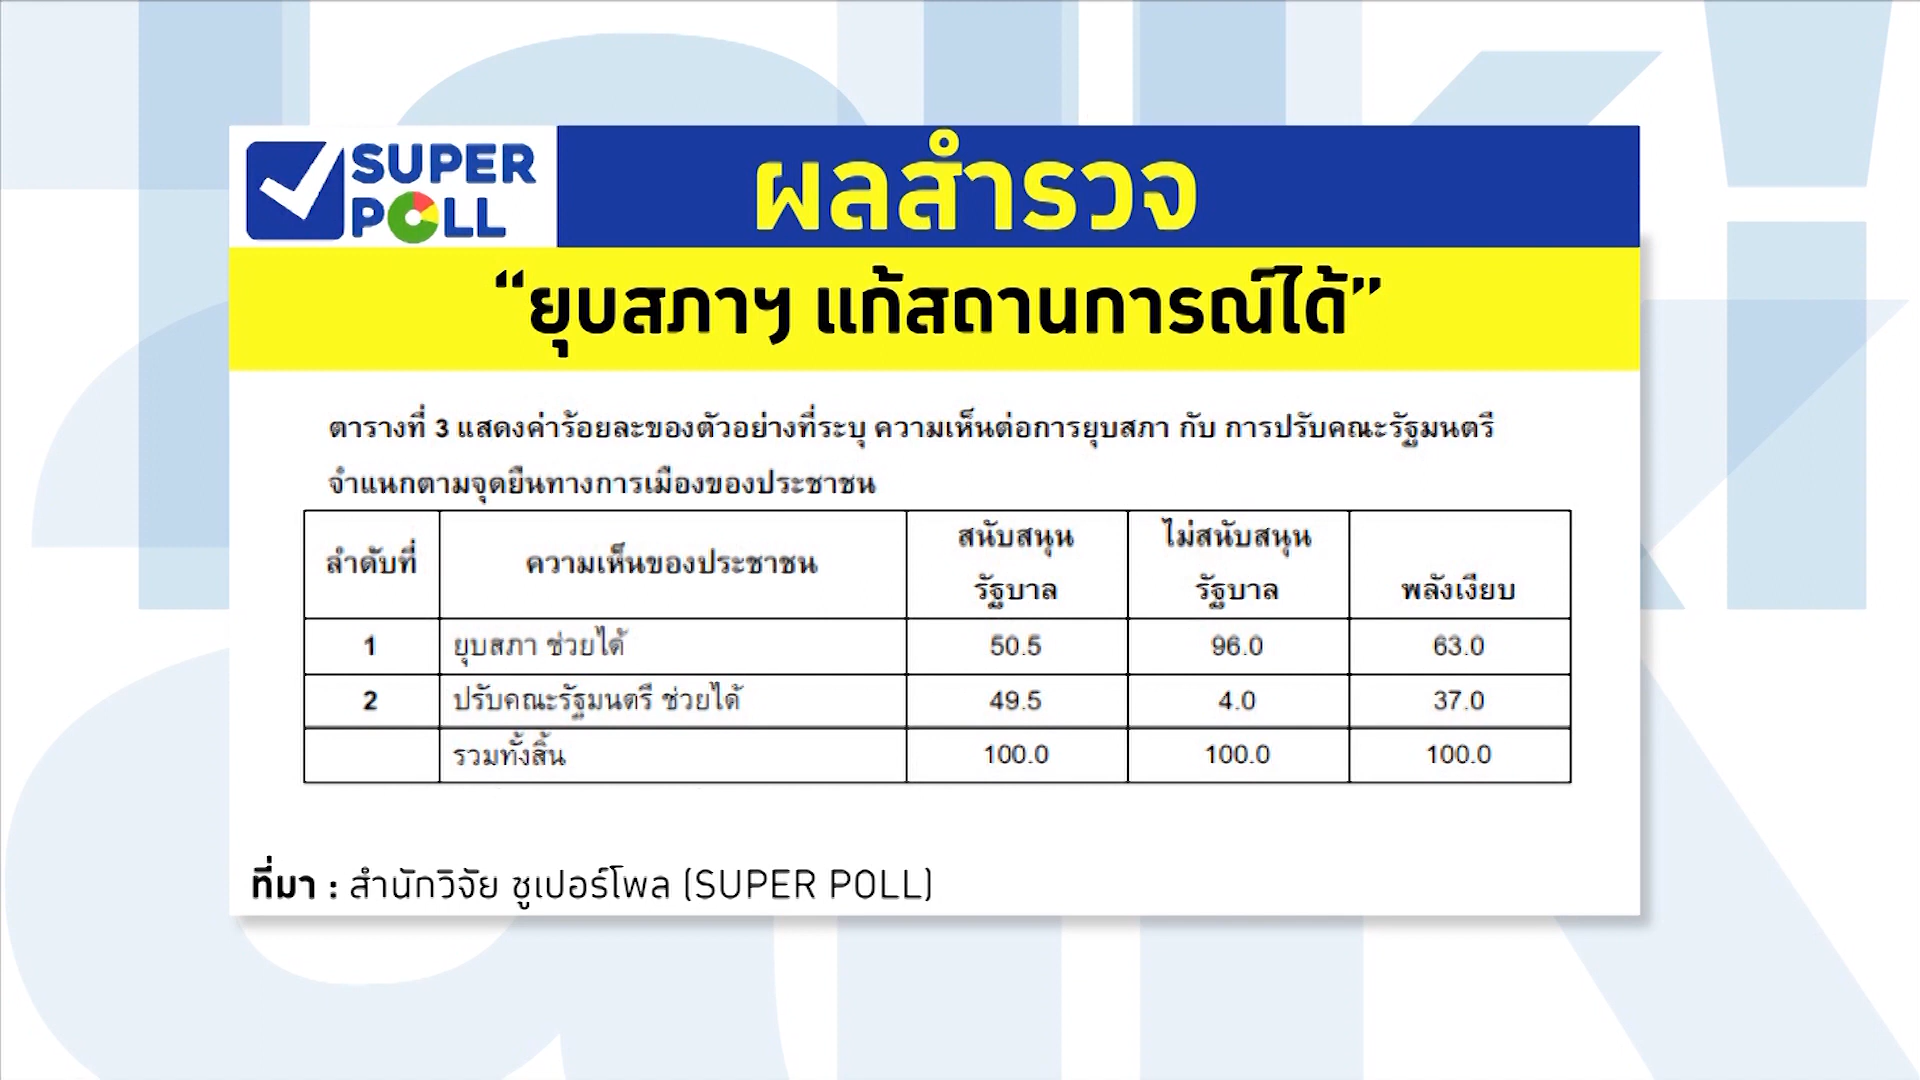 SUPER
POLL
ผลสำรวจ
“ยุบสภาฯ แก้สถานการณ์ได้”
ตารางที่ 3 แสดงค่าร้อยละของตัวอย่างที่ระบุ ความเห็นต่อการยุบสภา กับ การปรับคณะรัฐมนตรี
จำแนกตามจุดยืนทางการเมืองของประชาชน
ลำดับที่ ความเห็นของประชาชน สนับสนุนรัฐบาล ไม่สนับสนุนรัฐบาล พลังเงียบ
1 ยุบสภา ช่วยได้ 50.5 96.0 63.0
2 ปรับคณะรัฐมนตรี ช่วยได้ 49.5 4.0 37.0
รวมทั้งสิ้น 100.0 100.0 100.0
ที่มา : สำนักวิจัย ซูเปอร์โพล (SUPER POLL)